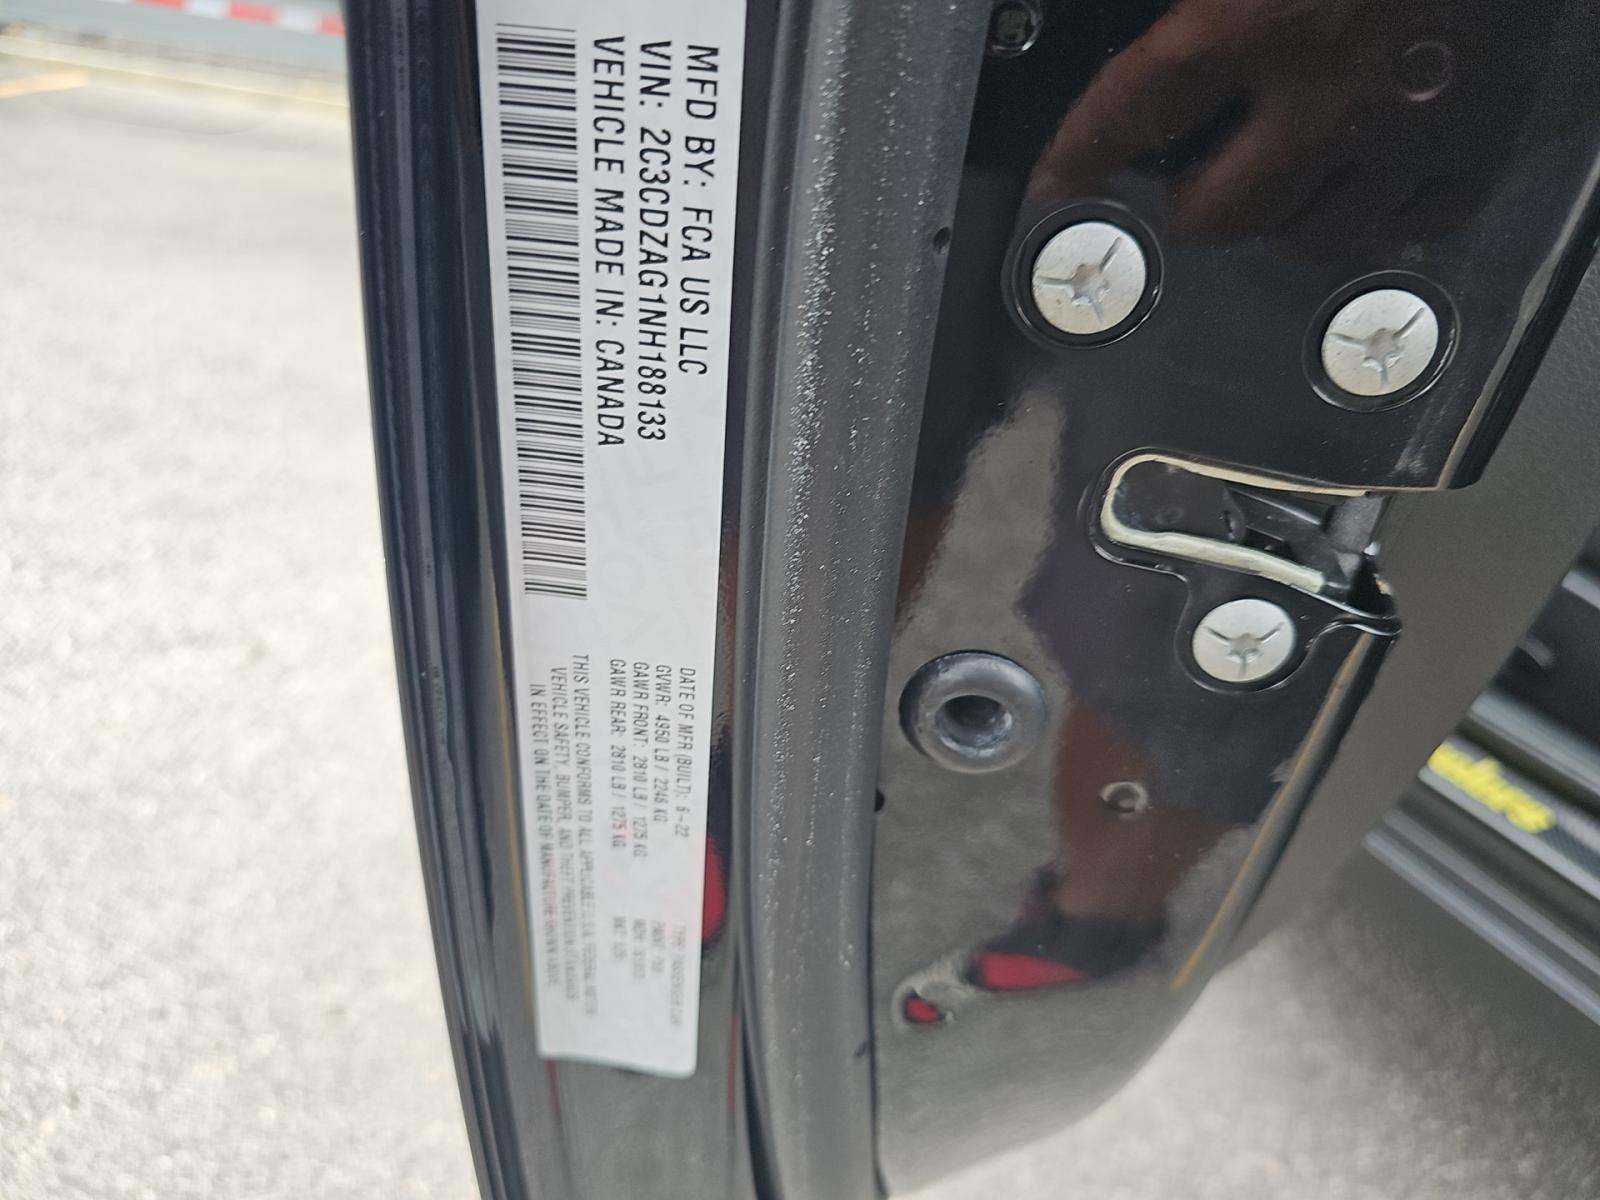 MFD BY: FCA US LLC
VIN: 2C3CDZAG1NH188133
VEHICLE MADE IN: CANADA
DATE OF MFR (BUILT): 6-22
GVWR: 4950 LB / 2246 KG
GAWR FRONT: 2810 LB / 1275 KG
GAWR REAR: 2810 LB / 1275 KG
THIS VEHICLE CONFORMS TO ALL APPLICABLE U.S. FEDERAL MOTOR
VEHICLE SAFETY, BUMPER, AND THEFT PREVENTION STANDARDS
IN EFFECT ON THE DATE OF MANUFACTURE SHOWN ABOVE.